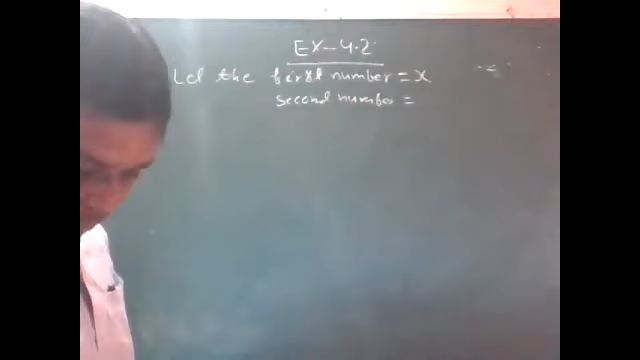 EX-4.2
Let the first number = x
second number =